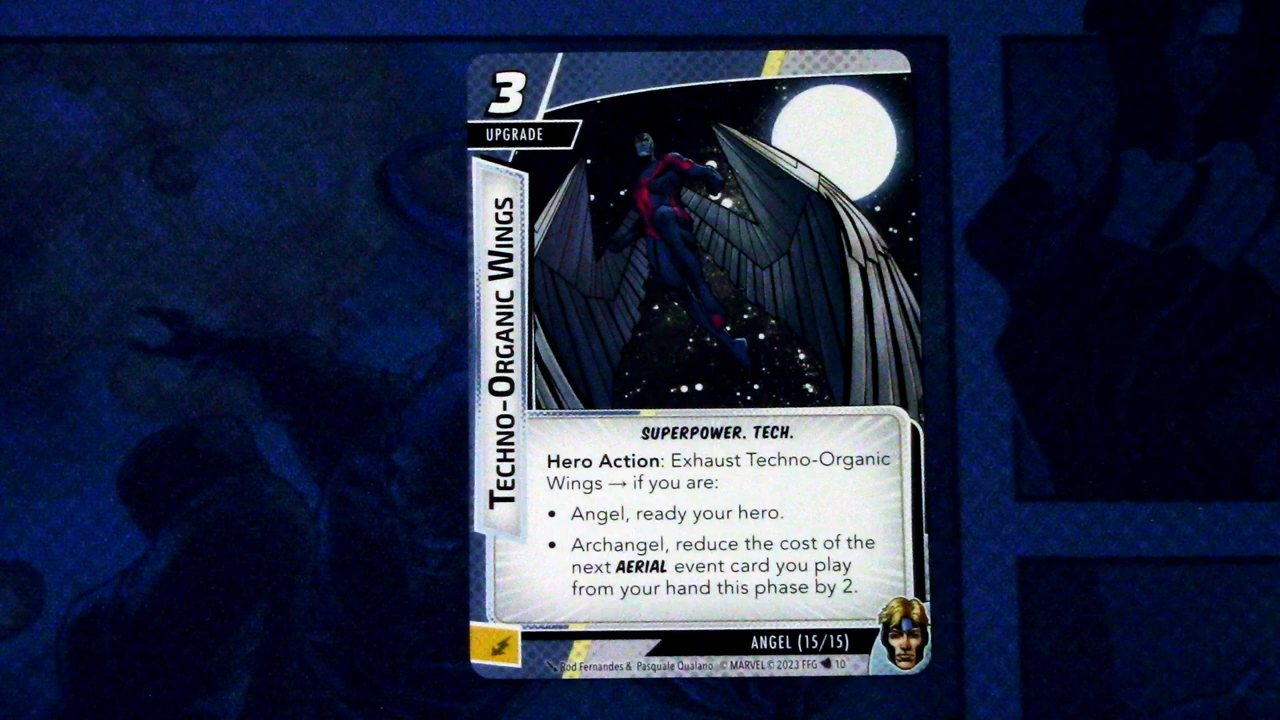 3
UPGRADE
TECHNO-ORGANIC WINGS
SUPERPOWER. TECH.
Hero Action: Exhaust Techno-Organic
Wings → if you are:
• Angel, ready your hero.
• Archangel, reduce the cost of the
next AERIAL event card you play
from your hand this phase by 2.
ANGEL (15/15)
Rod Fernandes & Pasquale Qualano © MARVEL © 2023 FFG 10